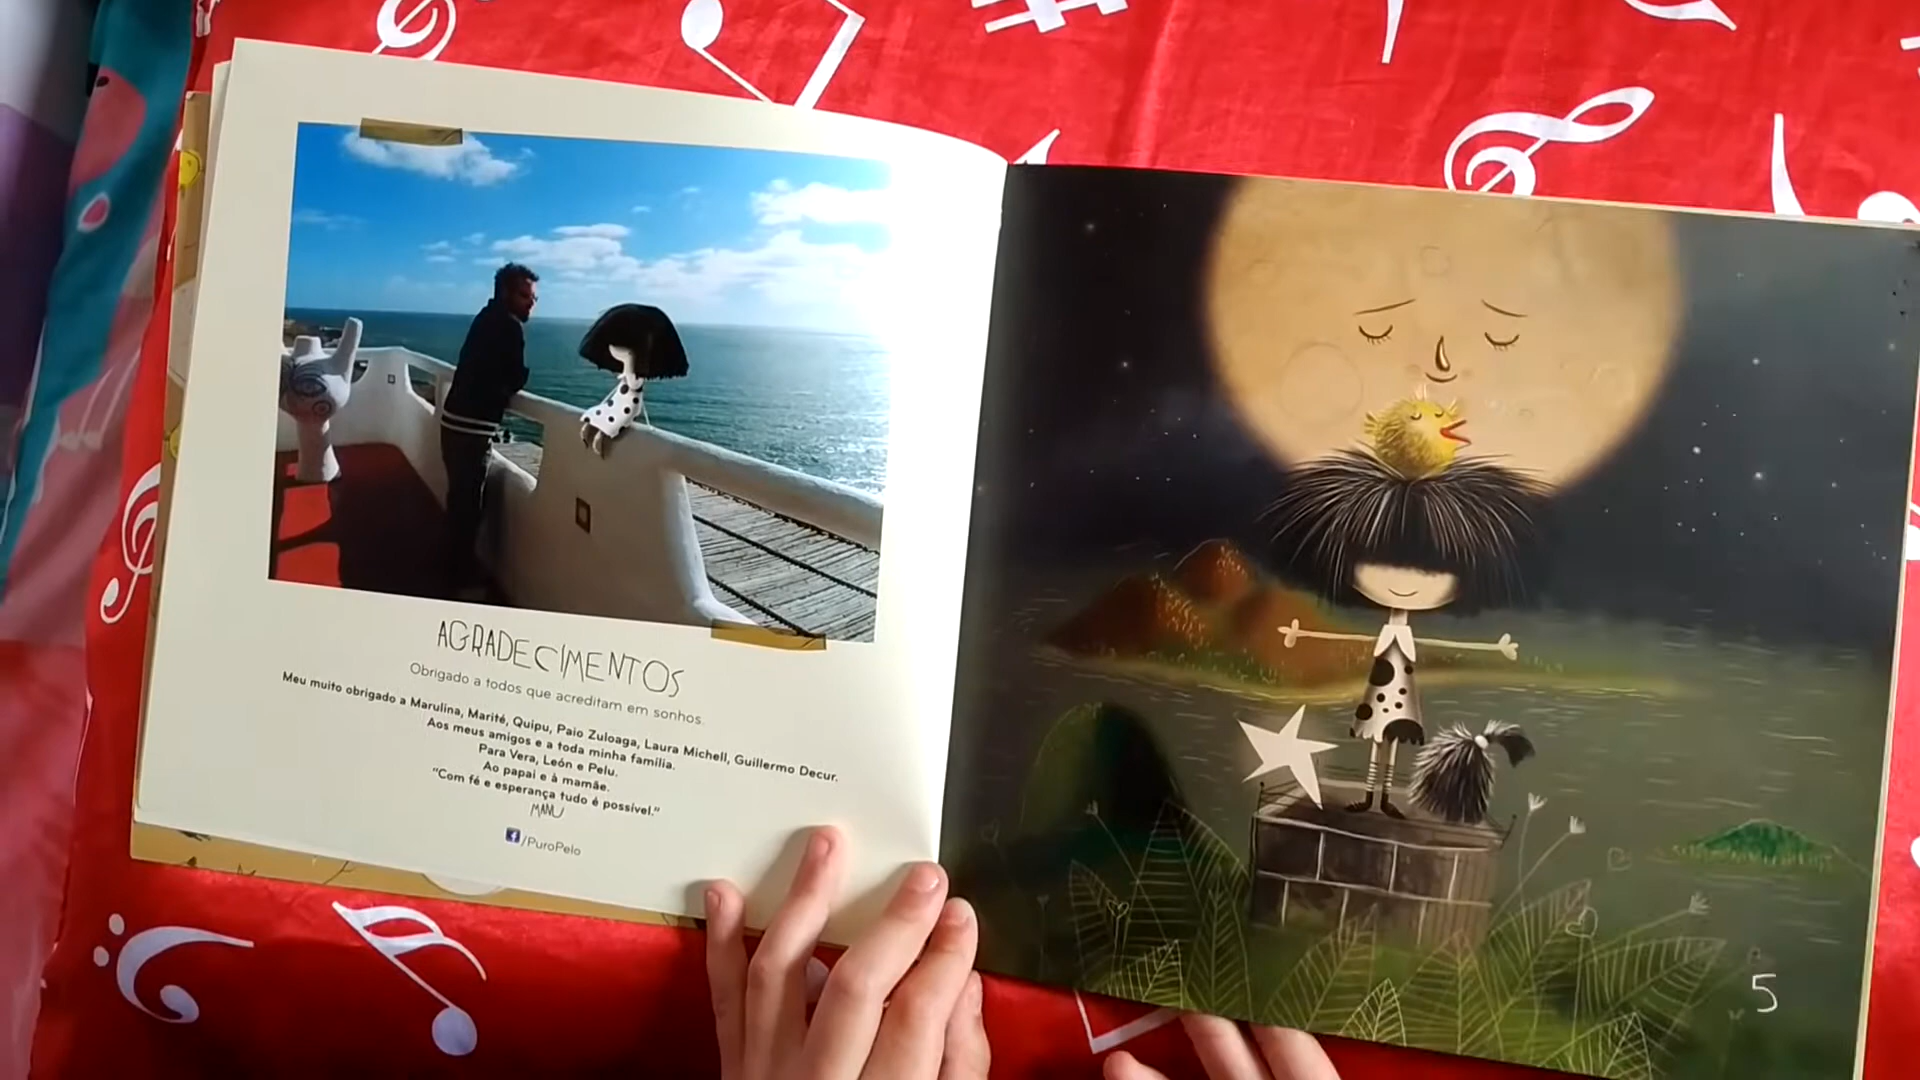 AGRADECIMENTOS
Obrigado a todos que acreditam em sonhos.
Meu muito obrigado a Marulina, Marité, Quipu, Paio Zuloaga, Laura Michell, Guillermo Decur.
Aos meus amigos e a toda minha família.
Para Vera, León e Pelu.
Ao papai e à mamãe.
"Com fé e esperança tudo é possível."
MANU
/PuroPelo
5